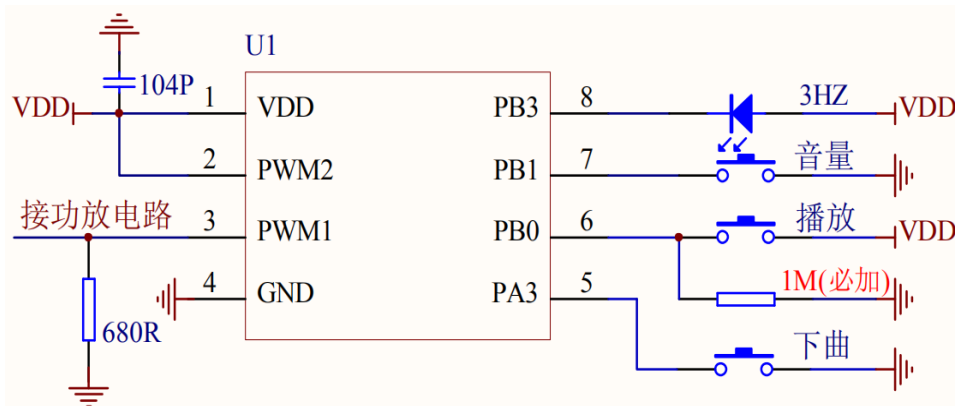 U1
104P
VDD
1
VDD
PB3
8
3HZ
VDD
2
PWM2
PB1
7
音量
接功放电路
3
PWM1
PB0
6
播放
VDD
4
GND
PA3
5
1M(必加)
680R
下曲